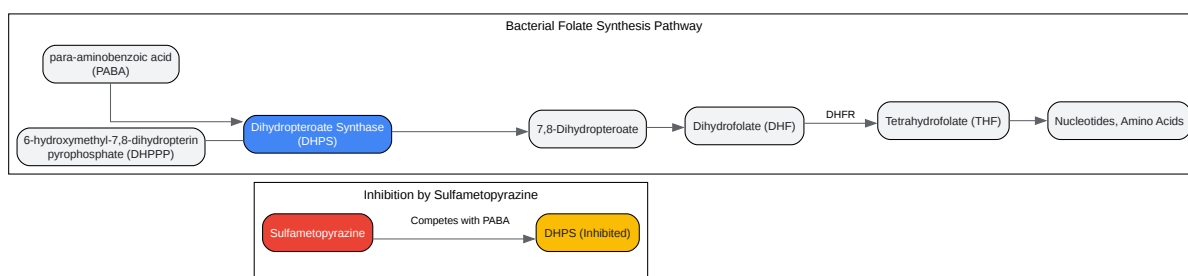 Bacterial Folate Synthesis Pathway
para-aminobenzoic acid
(PABA)
6-hydroxymethyl-7,8-dihydropterin
pyrophosphate (DHPPP)
Dihydropteroate Synthase
(DHPS)
7,8-Dihydropteroate
Dihydrofolate (DHF)
DHFR
Tetrahydrofolate (THF)
Nucleotides, Amino Acids
Inhibition by Sulfametopyrazine
Sulfametopyrazine
Competes with PABA
DHPS (Inhibited)